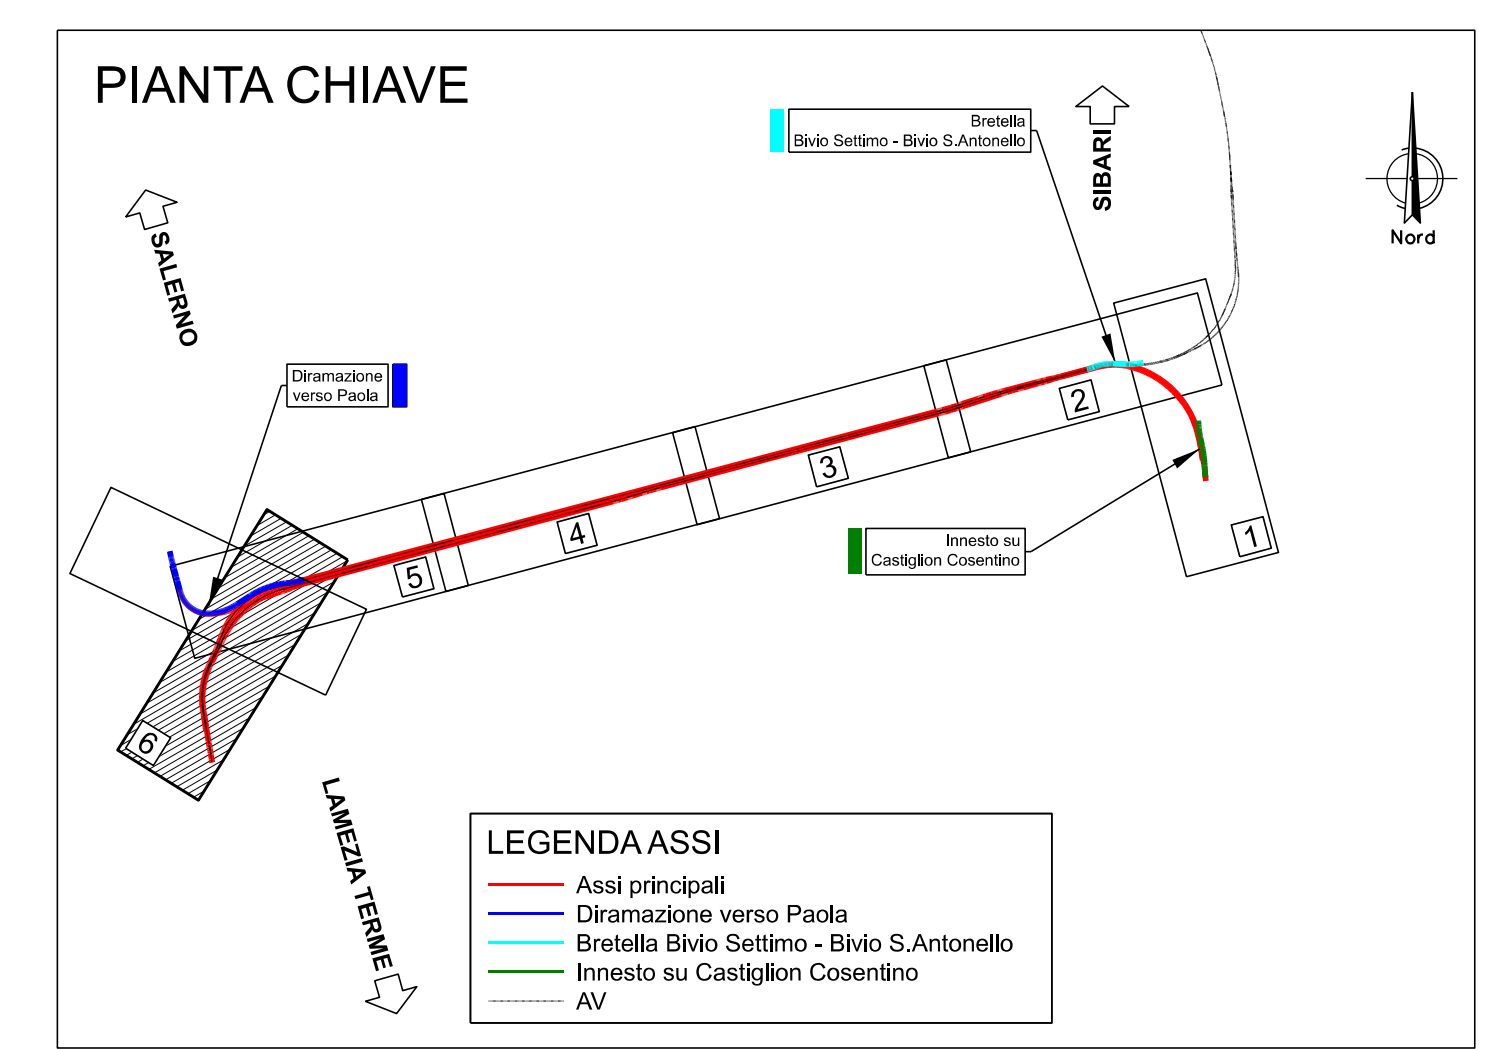 PIANTA CHIAVE
Bretella
Bivio Settimo - Bivio S.Antonello
SIBARI
Nord
SALERNO
Diramazione
verso Paola
2
3
4
5
Innesto su
Castiglion Cosentino
1
6
LAMEZIA TERME
LEGENDA ASSI
Assi principali
Diramazione verso Paola
Bretella Bivio Settimo - Bivio S.Antonello
Innesto su Castiglion Cosentino
AV